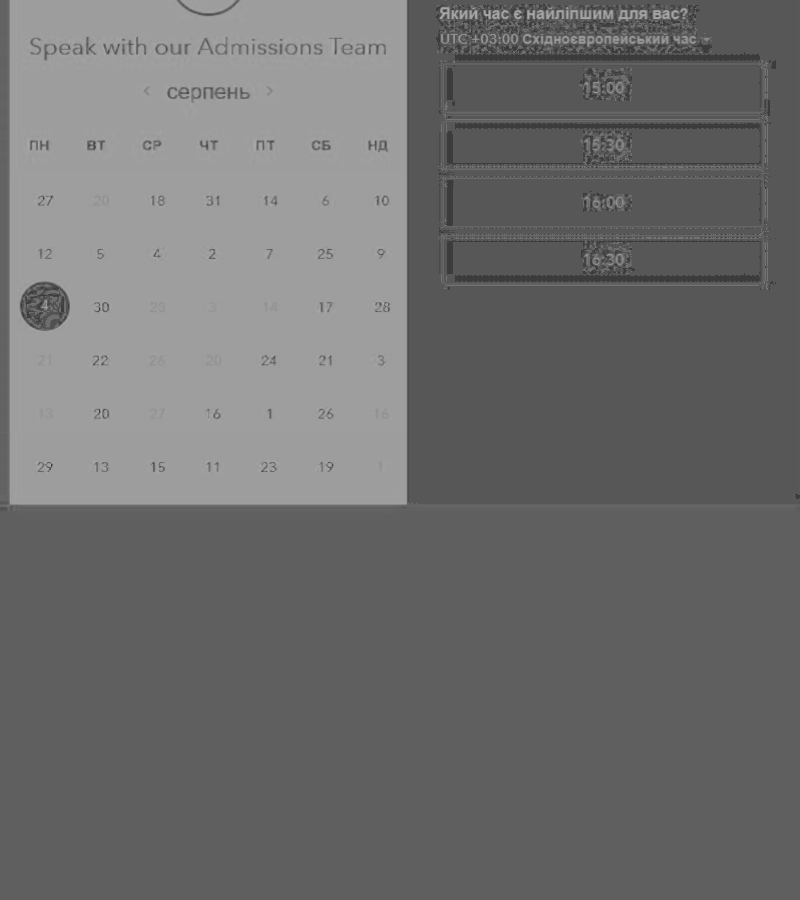 Speak with our Admissions Team
серпень
ПН ВТ СР ЧТ ПТ СБ НД
27 20 18 31 14 6 10
12 5 4 2 7 25 9
4 30 23 3 14 17 28
21 22 26 20 24 21 3
13 20 27 16 1 26 16
29 13 15 11 23 19 1
Який час є найліпшим для вас?
UTC +03:00 Східноєвропейський час
15:00
15:30
16:00
16:30